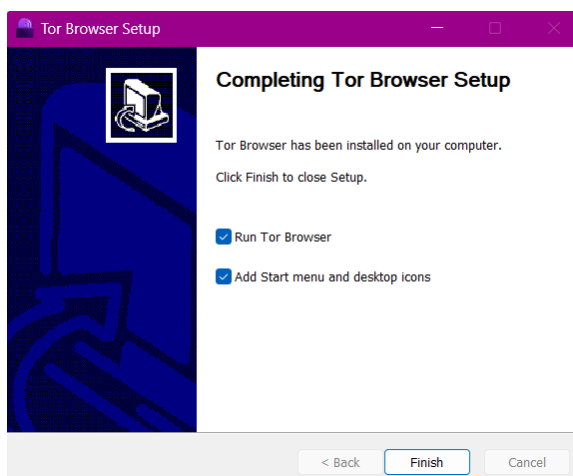 Tor Browser Setup
Completing Tor Browser Setup
Tor Browser has been installed on your computer.
Click Finish to close Setup.
Run Tor Browser
Add Start menu and desktop icons
< Back
Finish
Cancel